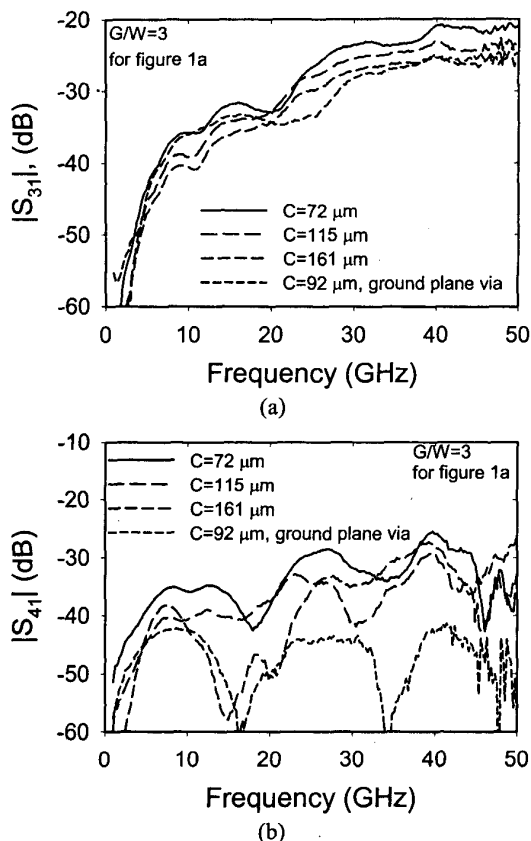 G/W=3
for figure 1a
|S31|, (dB)
-20
-30
-40
-50
-60
C=72 μm
C=115 μm
C=161 μm
C=92 μm, ground plane via
0 10 20 30 40 50
Frequency (GHz)
(a)
|S41| (dB)
-10
-20
-30
-40
-50
-60
C=72 μm
C=115 μm
C=161 μm
C=92 μm, ground plane via
G/W=3
for figure 1a
0 10 20 30 40 50
Frequency (GHz)
(b)